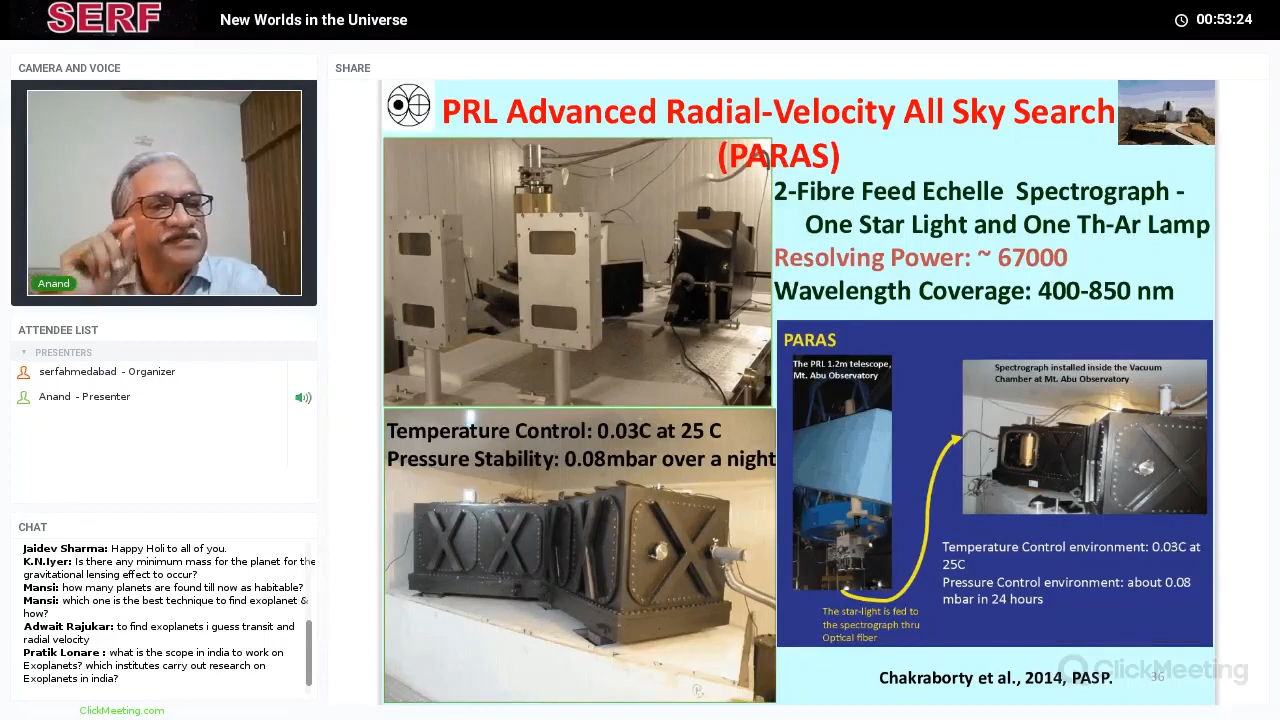 SERF
New Worlds in the Universe
00:53:24
CAMERA AND VOICE
Anand
ATTENDEE LIST
PRESENTERS
serfahmedabad - Organizer
Anand - Presenter
CHAT
Jaidev Sharma: Happy Holi to all of you.
K.N.Iyer: Is there any minimum mass for the planet for the
gravitational lensing effect to occur?
Mansi: how many planets are found till now as habitable?
Mansi: which one is the best technique to find exoplanet &
how?
Adwait Rajukar: to find exoplanets i guess transit and
radial velocity
Pratik Lonare : what is the scope in india to work on
Exoplanets? which institutes carry out research on
Exoplanets in india?
ClickMeeting.com
SHARE
PRL Advanced Radial-Velocity All Sky Search
(PARAS)
2-Fibre Feed Echelle Spectrograph -
One Star Light and One Th-Ar Lamp
Resolving Power: ~ 67000
Wavelength Coverage: 400-850 nm
Temperature Control: 0.03C at 25 C
Pressure Stability: 0.08mbar over a night
PARAS
The PRL 1.2m telescope,
Mt. Abu Observatory
Spectrograph installed inside the Vacuum
Chamber at Mt. Abu Observatory
Temperature Control environment: 0.03C at
25C
Pressure Control environment: about 0.08
mbar in 24 hours
The star-light is fed to
the spectrograph thru
Optical fiber
Chakraborty et al., 2014, PASP.
36
ClickMeeting